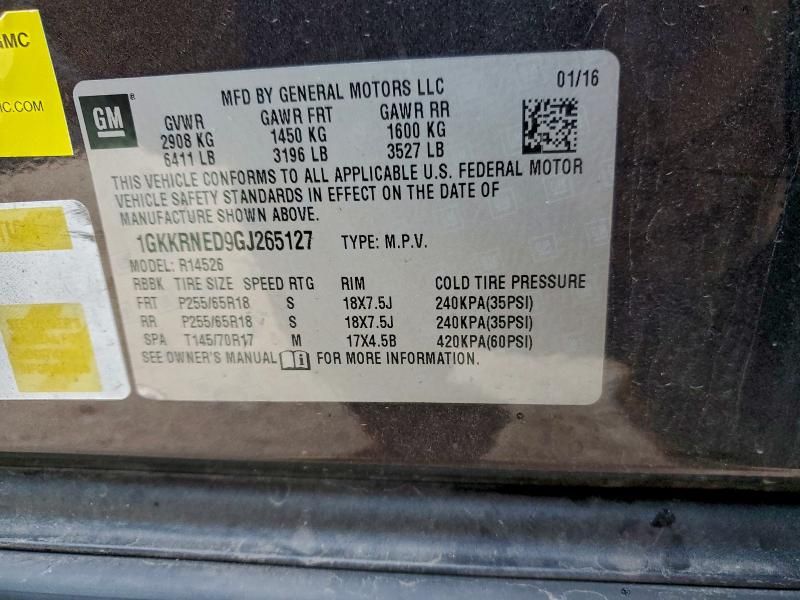 GMC
IC.COM
GM
MFD BY GENERAL MOTORS LLC
01/16
GVWR GAWR FRT GAWR RR
2908 KG 1450 KG 1600 KG
6411 LB 3196 LB 3527 LB
THIS VEHICLE CONFORMS TO ALL APPLICABLE U.S. FEDERAL MOTOR
VEHICLE SAFETY STANDARDS IN EFFECT ON THE DATE OF
MANUFACTURE SHOWN ABOVE.
1GKKRNED9GJ265127 TYPE: M.P.V.
MODEL: R14526
RBBK TIRE SIZE SPEED RTG RIM COLD TIRE PRESSURE
FRT P255/65R18 S 18X7.5J 240KPA(35PSI)
RR P255/65R18 S 18X7.5J 240KPA(35PSI)
SPA T145/70R17 M 17X4.5B 420KPA(60PSI)
SEE OWNER'S MANUAL FOR MORE INFORMATION.